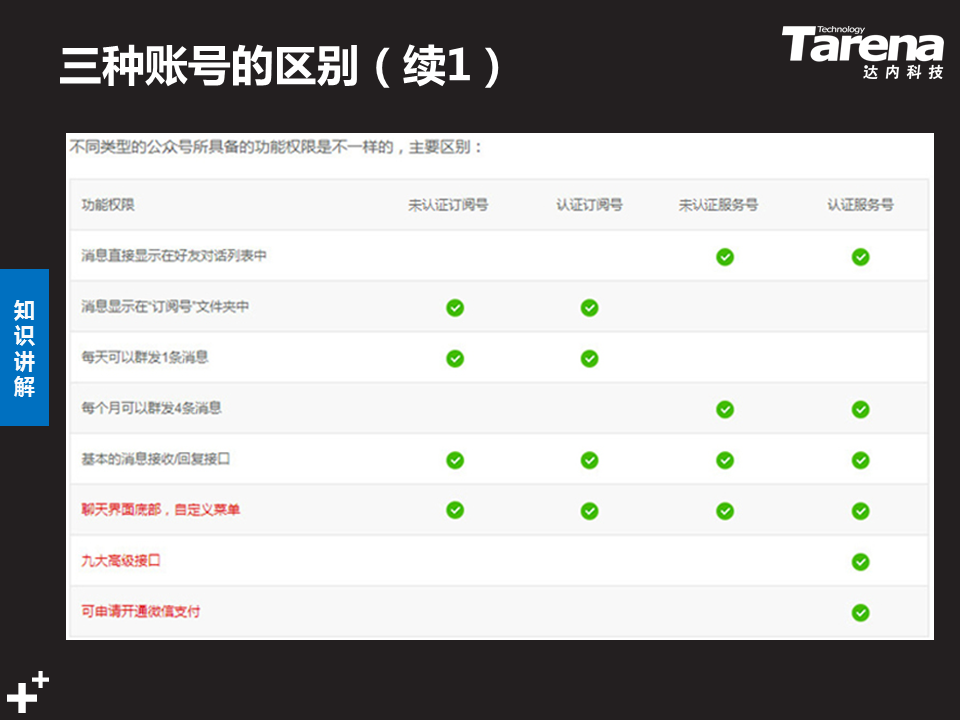 三种账号的区别（续1）
Technology
Tarena
达内科技
不同类型的公众号所具备的功能权限是不一样的，主要区别：
功能权限 未认证订阅号 认证订阅号 未认证服务号 认证服务号
消息直接显示在好友对话列表中
消息显示在“订阅号”文件夹中
每天可以群发1条消息
每个月可以群发4条消息
基本的消息接收/回复接口
聊天界面底部，自定义菜单
九大高级接口
可申请开通微信支付
知识讲解